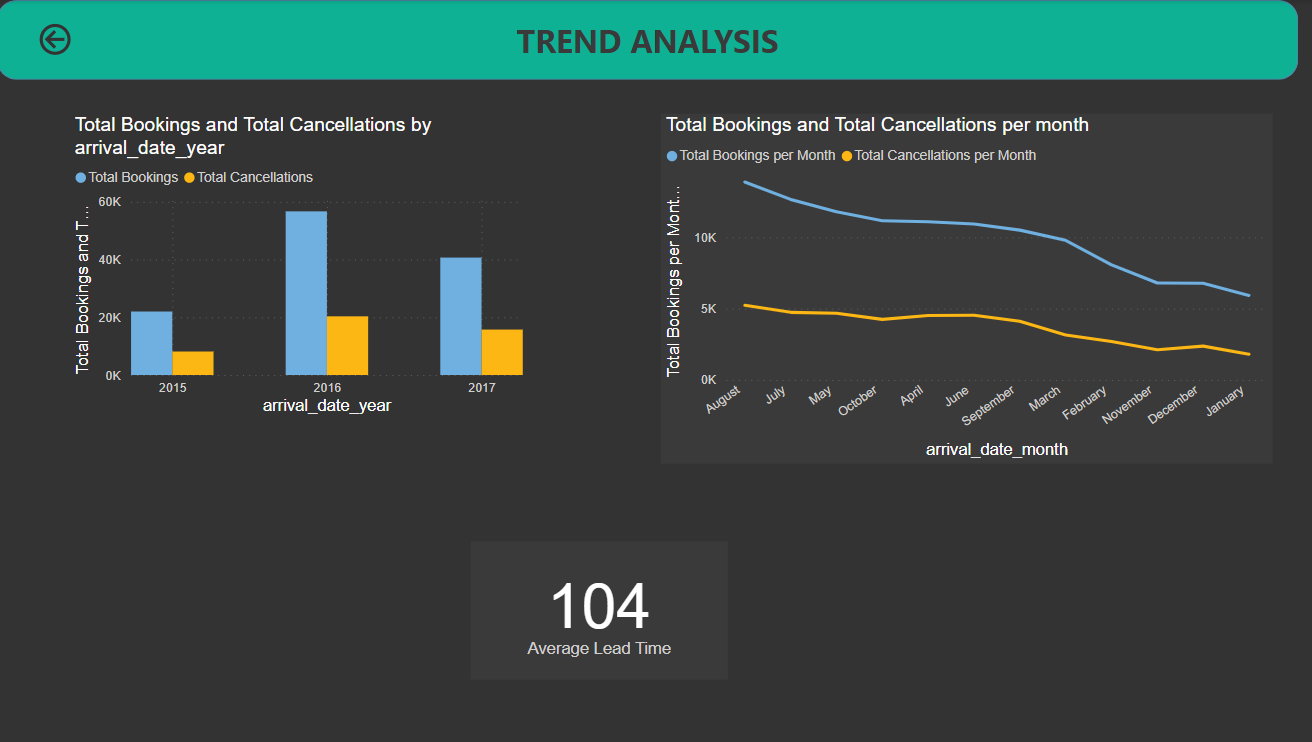 TREND ANALYSIS
Total Bookings and Total Cancellations by
arrival_date_year
Total Bookings Total Cancellations
Total Bookings and T...
60K
40K
20K
0K
2015 2016 2017
arrival_date_year
Total Bookings and Total Cancellations per month
Total Bookings per Month Total Cancellations per Month
Total Bookings per Mont...
10K
5K
0K
August July May October April June September March February November December January
arrival_date_month
104
Average Lead Time